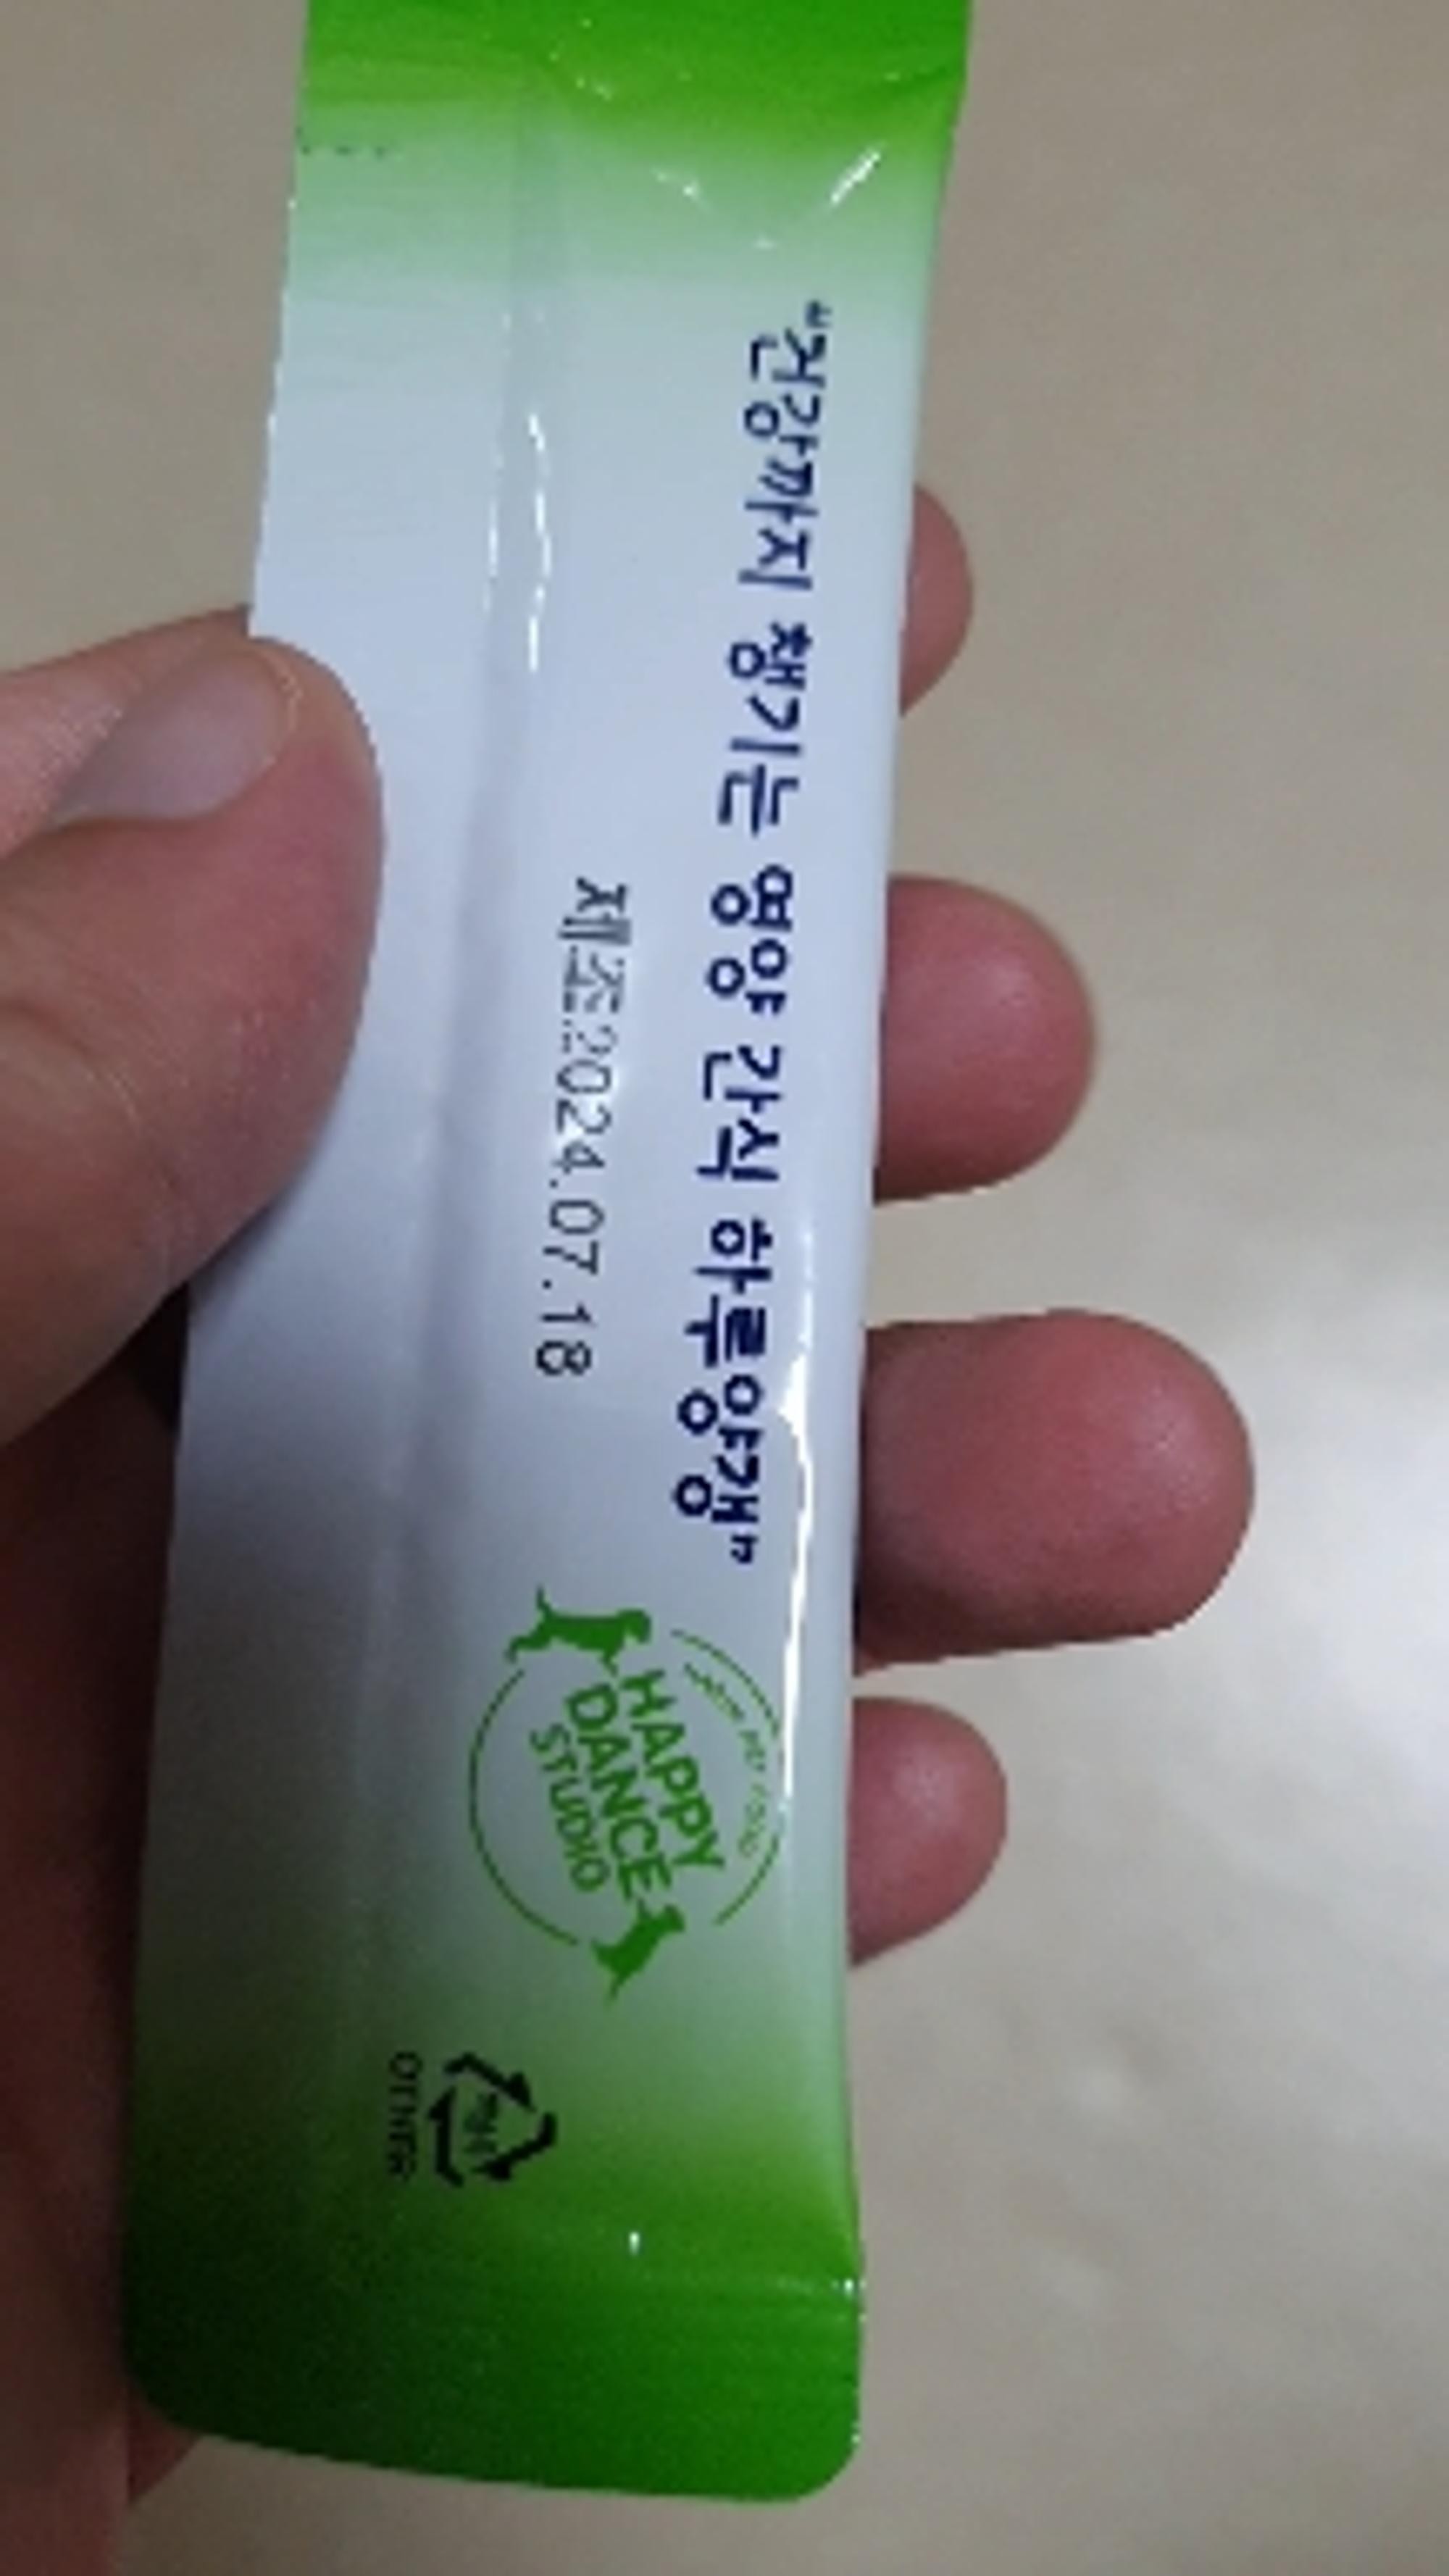 “건강까지 챙기는 영양 간식 하루양갱”
제조2024.07.18
HAPPY
DANCE
STUDIO
OTHER